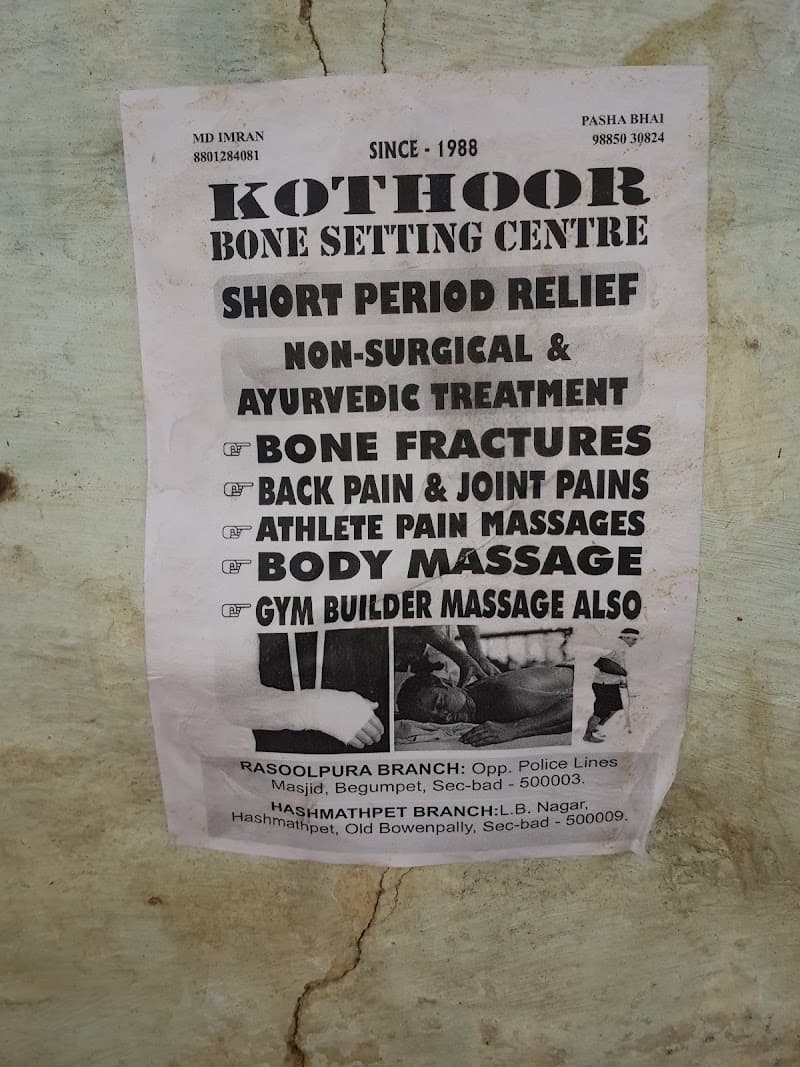 MD IMRAN
8801284081
PASHA BHAI
98850 30824
SINCE - 1988
KOTHOOR
BONE SETTING CENTRE
SHORT PERIOD RELIEF
NON-SURGICAL &
AYURVEDIC TREATMENT
BONE FRACTURES
BACK PAIN & JOINT PAINS
ATHLETE PAIN MASSAGES
BODY MASSAGE
GYM BUILDER MASSAGE ALSO
RASOOLPURA BRANCH: Opp. Police Lines
Masjid, Begumpet, Sec-bad - 500003.
HASHMATHPET BRANCH:L.B. Nagar,
Hashmathpet, Old Bowenpally, Sec-bad - 500009.